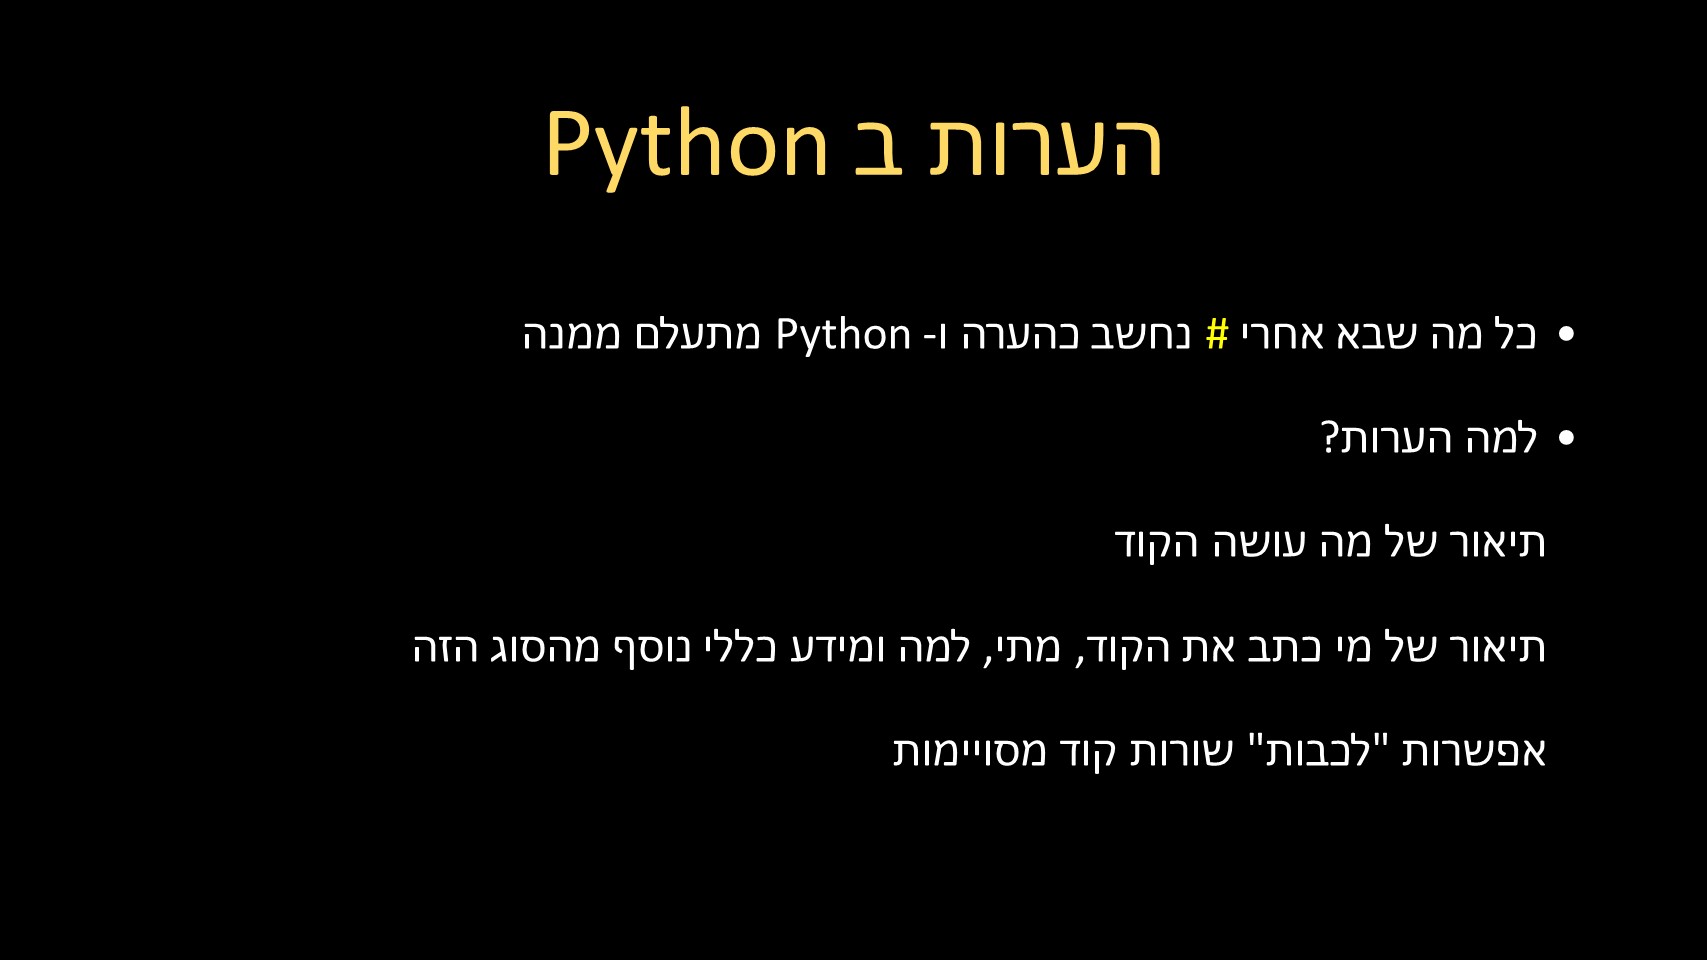 הערות ב Python
• כל מה שבא אחרי # נחשב כהערה ו- Python מתעלם ממנה
• למה הערות?
תיאור של מה עושה הקוד
תיאור של מי כתב את הקוד, מתי, למה ומידע כללי נוסף מהסוג הזה
אפשרות "לכבות" שורות קוד מסויימות